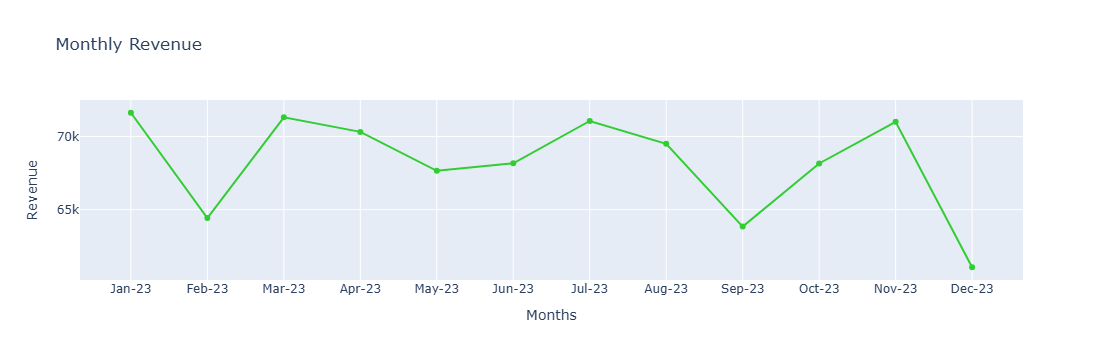 Monthly Revenue
70k
65k
Revenue
Jan-23 Feb-23 Mar-23 Apr-23 May-23 Jun-23 Jul-23 Aug-23 Sep-23 Oct-23 Nov-23 Dec-23
Months